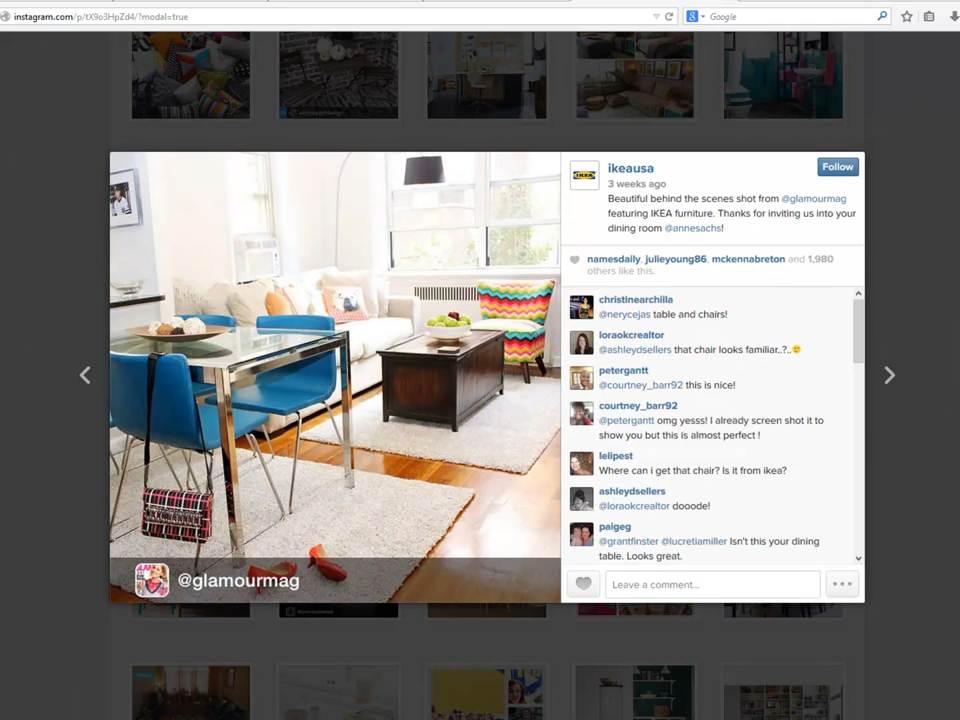 instagram.com/p/tX9o3HpZd4/?modal=true
Google
ikeausa
Follow
3 weeks ago
Beautiful behind the scenes shot from @glamourmag
featuring IKEA furniture. Thanks for inviting us into your
dining room @annesachs!
namesdaily, julieyoung86, mckennabreton and 1,980
others like this.
christinearchilla
@nerycejas table and chairs!
loraokcrealtor
@ashleydsellers that chair looks familiar..?..
petergantt
@courtney_barr92 this is nice!
courtney_barr92
@petergantt omg yesss! I already screen shot it to
show you but this is almost perfect !
lelipest
Where can i get that chair? Is it from ikea?
ashleydsellers
@loraokcrealtor dooode!
paigeg
@grantfinster @lucretiamiller Isn't this your dining
table. Looks great.
Leave a comment...
@glamourmag
IKEA